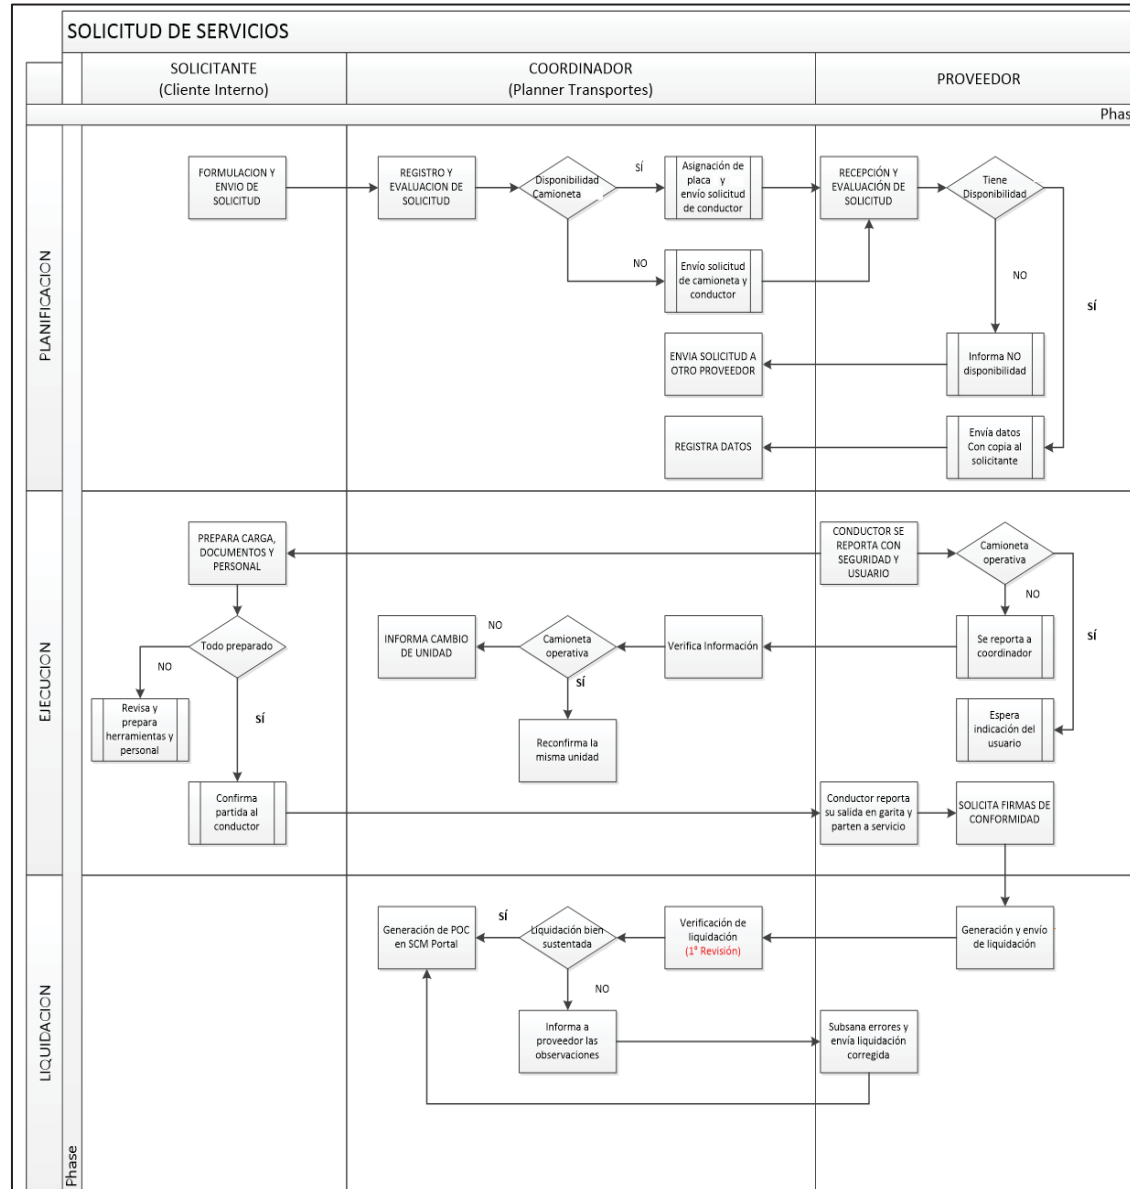 SOLICITUD DE SERVICIOS
SOLICITANTE
(Cliente Interno)
COORDINADOR
(Planner Transportes)
PROVEEDOR
Phas
PLANIFICACION
FORMULACION Y
ENVIO DE
SOLICITUD
REGISTRO Y
EVALUACION DE
SOLICITUD
Disponibilidad
Camioneta
SÍ
Asignación de
placa y
envío solicitud
de conductor
RECEPCIÓN Y
EVALUACIÓN DE
SOLICITUD
Tiene
Disponibilidad
NO
Envío solicitud
de camioneta y
conductor
NO
SÍ
ENVIA SOLICITUD A
OTRO PROVEEDOR
Informa NO
disponibilidad
REGISTRA DATOS
Envía datos
Con copia al
solicitante
EJECUCION
PREPARA CARGA,
DOCUMENTOS Y
PERSONAL
CONDUCTOR SE
REPORTA CON
SEGURIDAD Y
USUARIO
Camioneta
operativa
NO
SÍ
Todo preparado
NO
SÍ
INFORMA CAMBIO
DE UNIDAD
NO
Camioneta
operativa
SÍ
Verifica Información
Se reporta a
coordinador
Revisa y
prepara
herramientas y
personal
Reconfirma la
misma unidad
Espera
indicación del
usuario
Confirma
partida al
conductor
Conductor reporta
su salida en garita y
parten a servicio
SOLICITA FIRMAS DE
CONFORMIDAD
LIQUIDACION
Generación de POC
en SCM Portal
SÍ
Liquidación bien
sustentada
Verificación de
liquidación
(1° Revisión)
Generación y envío
de liquidación
NO
Informa a
proveedor las
observaciones
Subsana errores y
envía liquidación
corregida
Phase